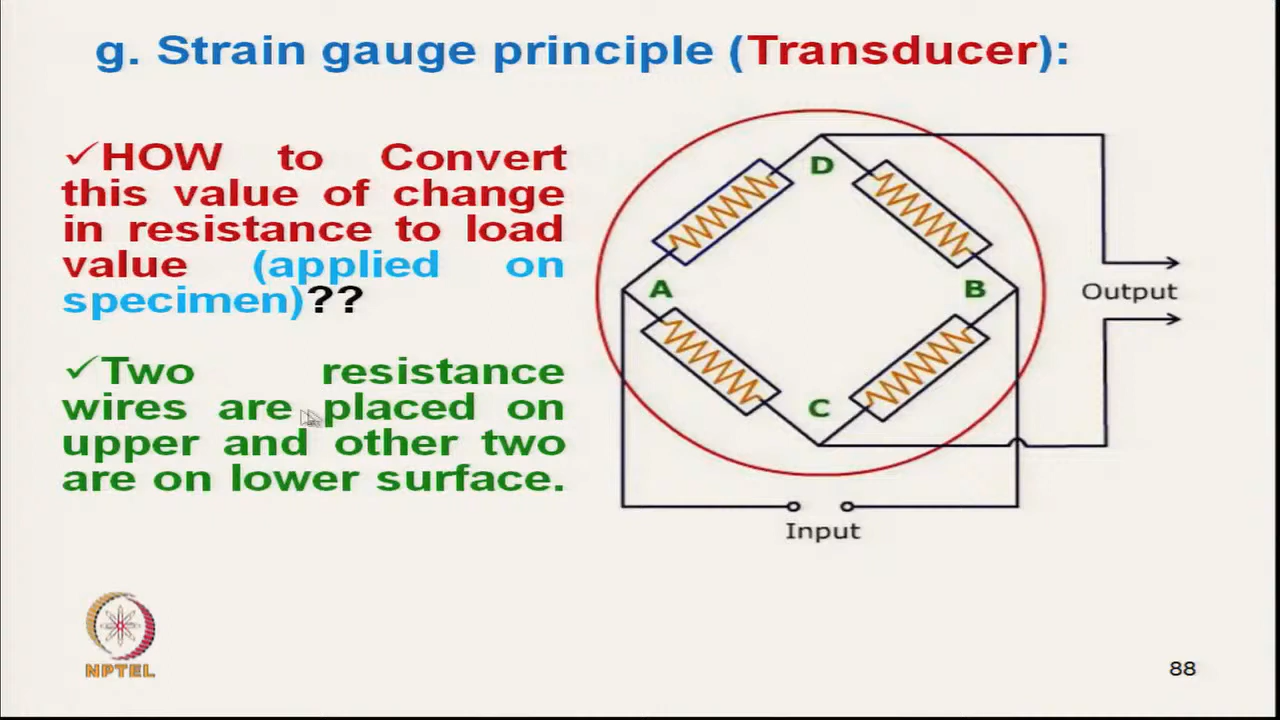 g. Strain gauge principle (Transducer):
✓HOW to Convert
this value of change
in resistance to load
value (applied on
specimen)??
✓Two resistance
wires are placed on
upper and other two
are on lower surface.
D
A
B
C
Output
Input
NPTEL
88